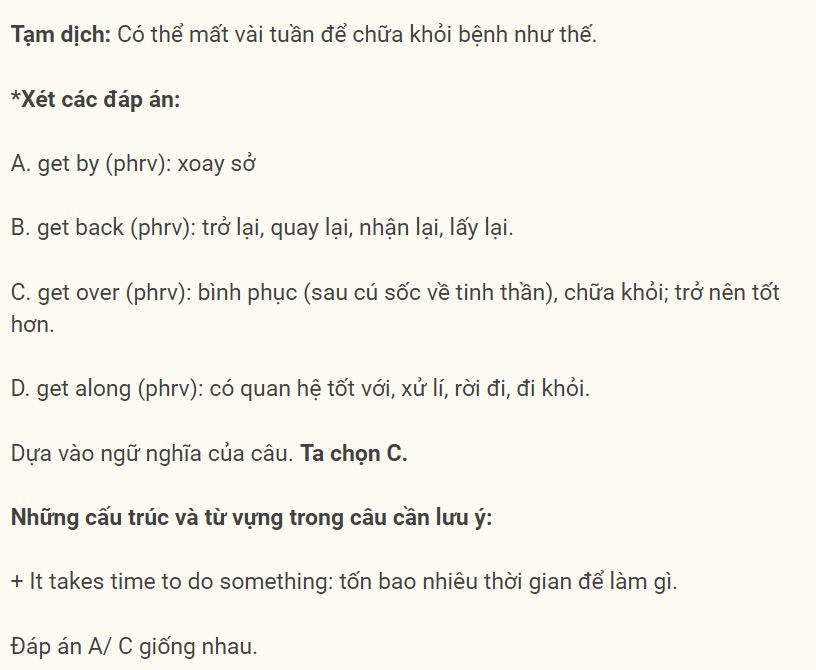 Tạm dịch: Có thể mất vài tuần để chữa khỏi bệnh như thế.
*Xét các đáp án:
A. get by (phrv): xoay sở
B. get back (phrv): trở lại, quay lại, nhận lại, lấy lại.
C. get over (phrv): bình phục (sau cú sốc về tinh thần), chữa khỏi; trở nên tốt
hơn.
D. get along (phrv): có quan hệ tốt với, xử lí, rời đi, đi khỏi.
Dựa vào ngữ nghĩa của câu. Ta chọn C.
Những cấu trúc và từ vựng trong câu cần lưu ý:
+ It takes time to do something: tốn bao nhiêu thời gian để làm gì.
Đáp án A/ C giống nhau.